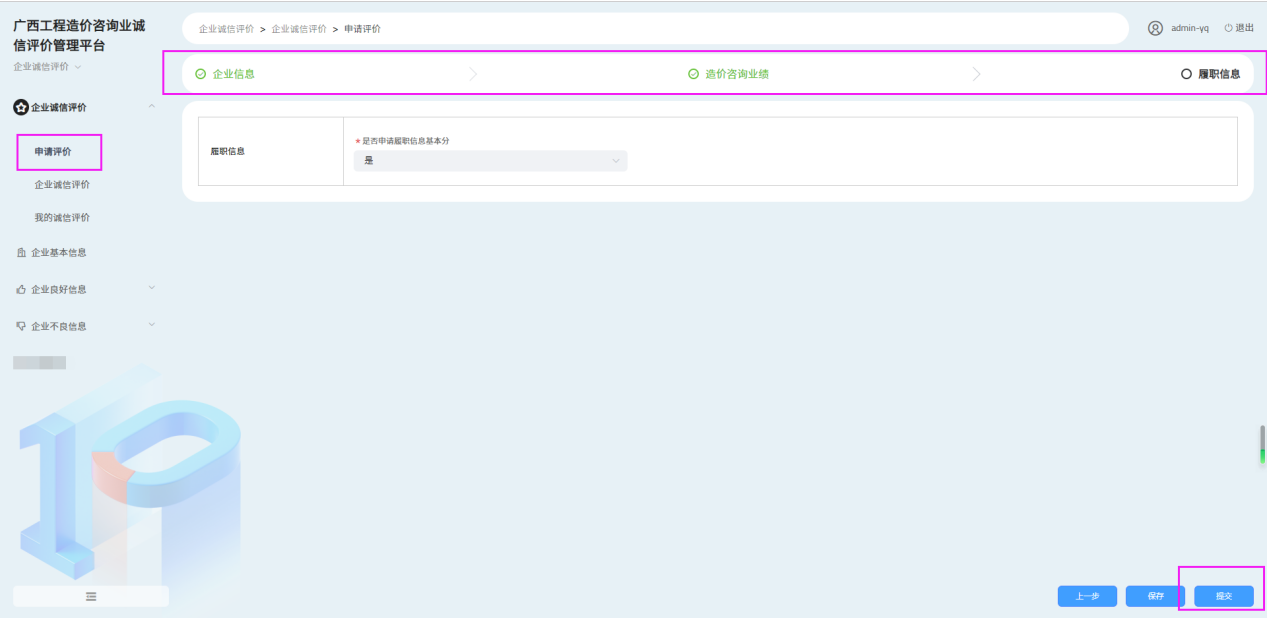 广西工程造价咨询业诚
信评价管理平台
企业诚信评价
企业诚信评价 > 企业诚信评价 > 申请评价
admin-yq
退出
企业信息
造价咨询业绩
履职信息
企业诚信评价
申请评价
企业诚信评价
我的诚信评价
企业基本信息
企业良好信息
企业不良信息
履职信息
*是否申请履职信息基本分
是
上一步
保存
提交